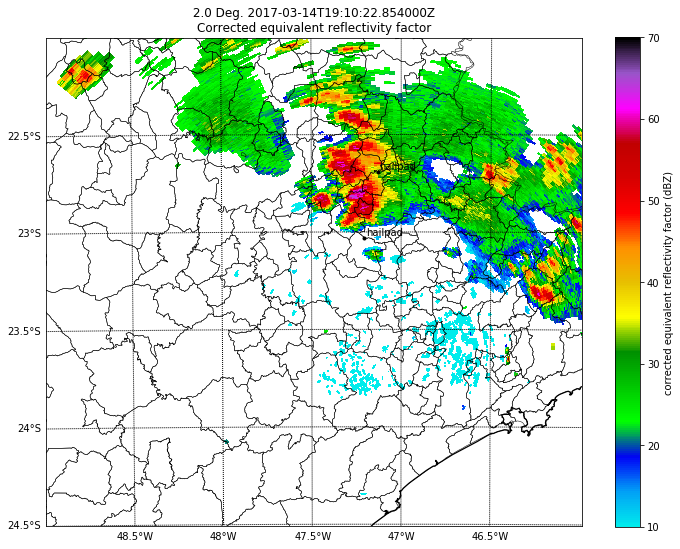 2.0 Deg. 2017-03-14T19:10:22.854000Z
Corrected equivalent reflectivity factor
70
60
50
40
30
20
10
corrected equivalent reflectivity factor (dBZ)
22.5°S
23°S
23.5°S
24°S
24.5°S
hailpad
hailpad
48.5°W
48°W
47.5°W
47°W
46.5°W